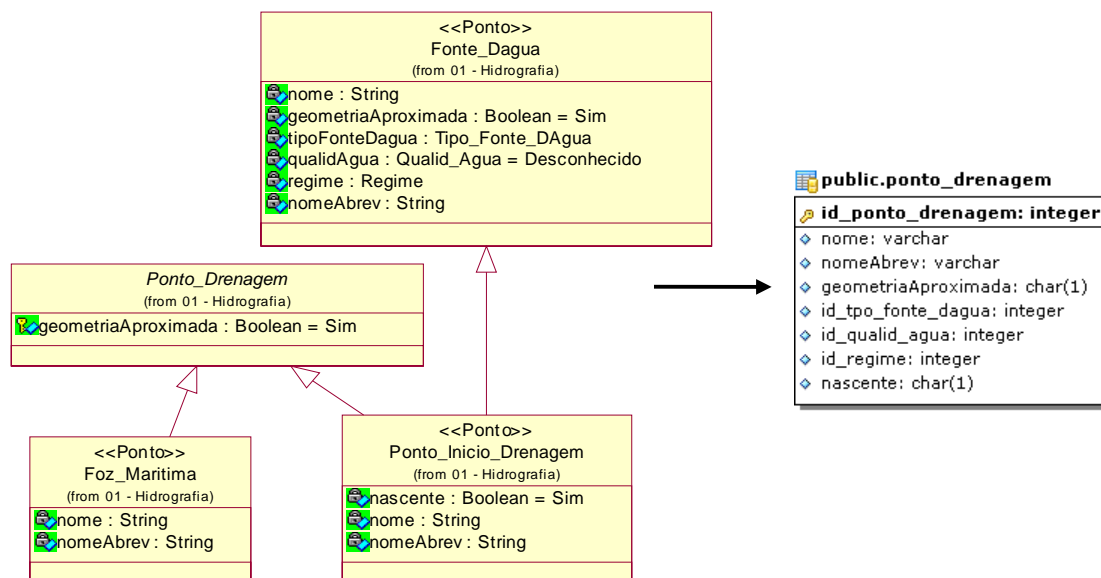 <<Ponto>>
Fonte_Dagua
(from 01 - Hidrografia)
nome : String
geometriaAproximada : Boolean = Sim
tipoFonteDagua : Tipo_Fonte_DAgua
qualidAgua : Qualid_Agua = Desconhecido
regime : Regime
nomeAbrev : String
Ponto_Drenagem
(from 01 - Hidrografia)
geometriaAproximada : Boolean = Sim
<<Ponto>>
Foz_Maritima
(from 01 - Hidrografia)
nome : String
nomeAbrev : String
<<Ponto>>
Ponto_Inicio_Drenagem
(from 01 - Hidrografia)
nascente : Boolean = Sim
nome : String
nomeAbrev : String
public.ponto_drenagem
id_ponto_drenagem: integer
nome: varchar
nomeAbrev: varchar
geometriaAproximada: char(1)
id_tpo_fonte_dagua: integer
id_qualid_agua: integer
id_regime: integer
nascente: char(1)